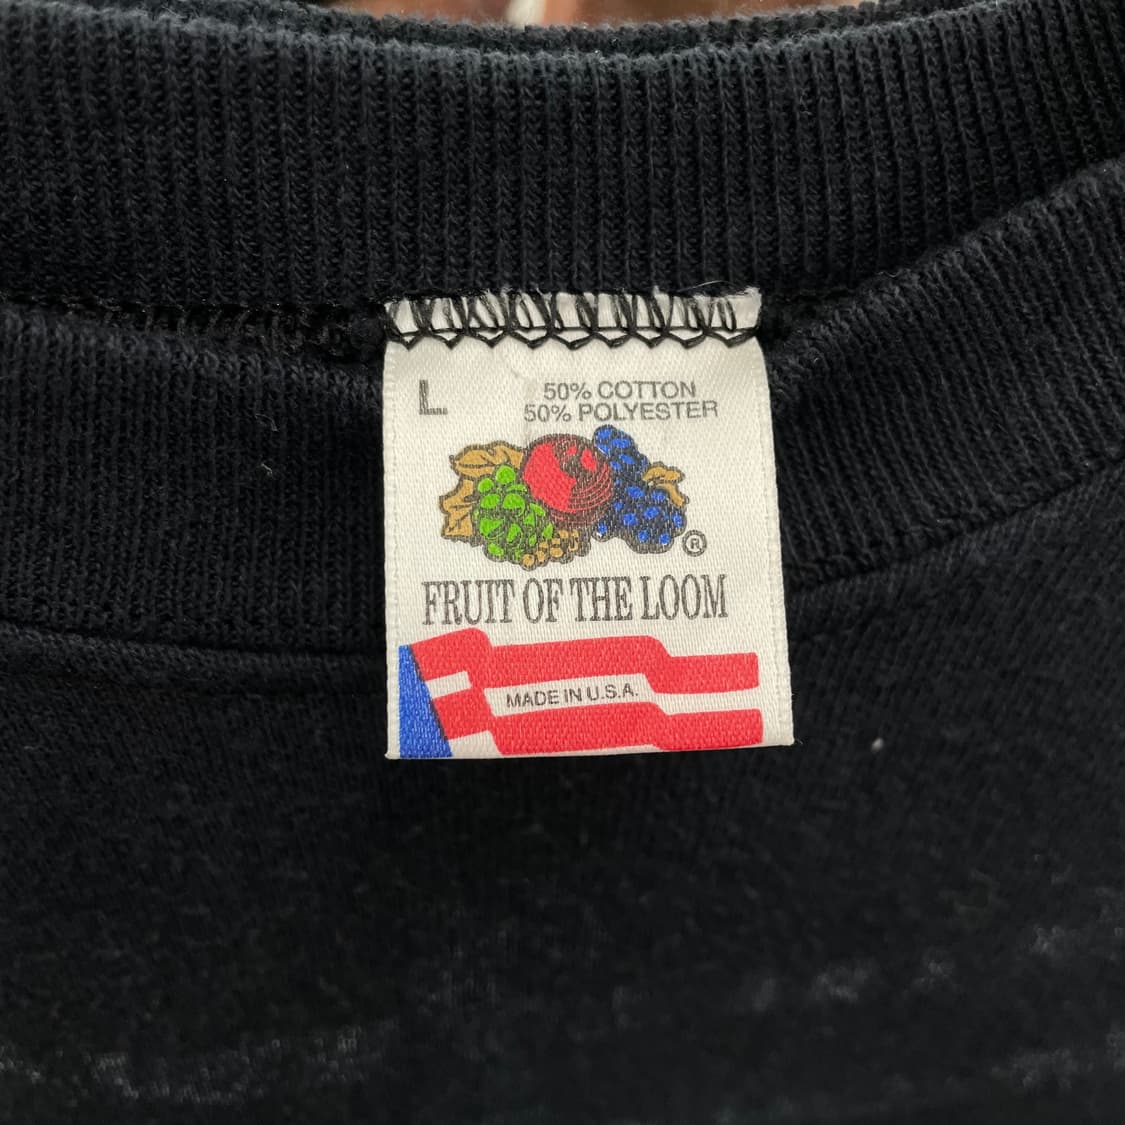 L
50% COTTON
50% POLYESTER
®
FRUIT OF THE LOOM
MADE IN U.S.A.